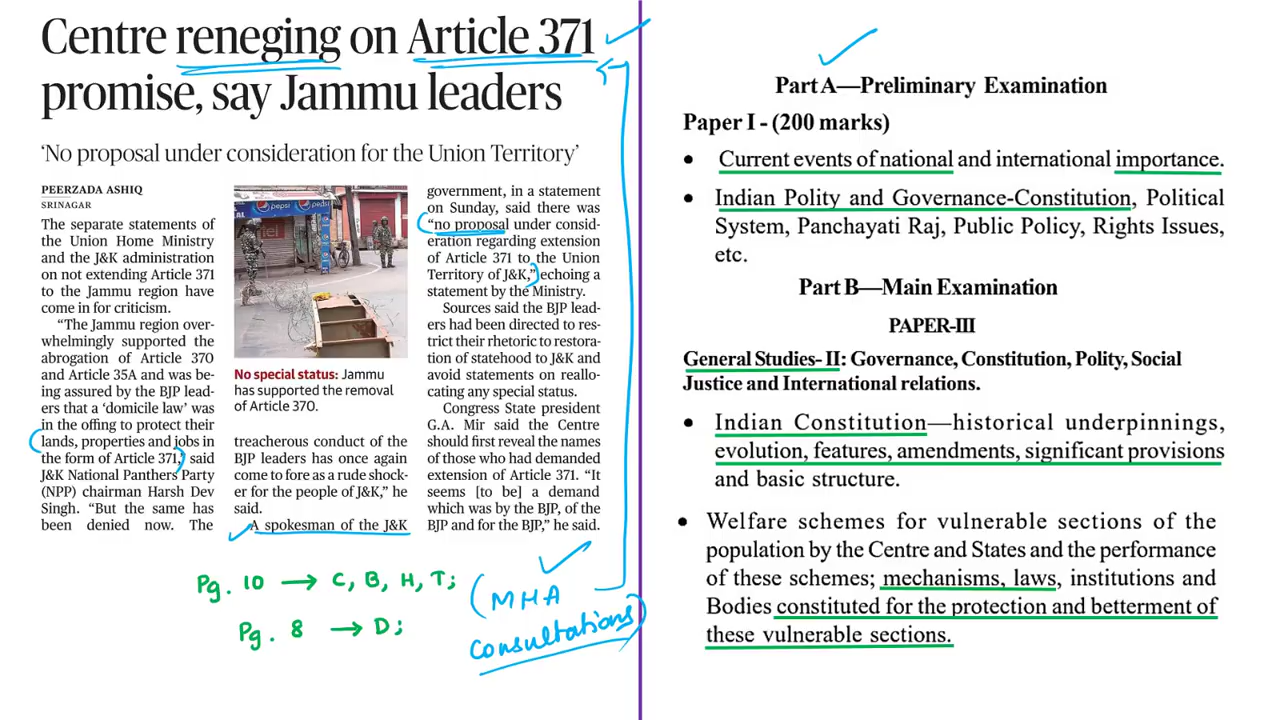 Centre reneging on Article 371
promise, say Jammu leaders
‘No proposal under consideration for the Union Territory’
PEERZADA ASHIQ
SRINAGAR
The separate statements of
the Union Home Ministry
and the J&K administration
on not extending Article 371
to the Jammu region have
come in for criticism.
“The Jammu region over-
whelmingly supported the
abrogation of Article 370
and Article 35A and was be-
ing assured by the BJP lead-
ers that a ‘domicile law’ was
in the offing to protect their
lands, properties and jobs in
the form of Article 371,” said
J&K National Panthers Party
(NPP) chairman Harsh Dev
Singh. “But the same has
been denied now. The
pepsi pepsi
No special status: Jammu
has supported the removal
of Article 370.
treacherous conduct of the
BJP leaders has once again
come to fore as a rude shock-
er for the people of J&K,” he
said.
A spokesman of the J&K
government, in a statement
on Sunday, said there was
“no proposal under consid-
eration regarding extension
of Article 371 to the Union
Territory of J&K,” echoing a
statement by the Ministry.
Sources said the BJP lead-
ers had been directed to res-
trict their rhetoric to restora-
tion of statehood to J&K and
avoid statements on reallo-
cating any special status.
Congress State president
G.A. Mir said the Centre
should first reveal the names
of those who had demanded
extension of Article 371. “It
seems [to be] a demand
which was by the BJP, of the
BJP and for the BJP,” he said.
Pg. 10 → C, B, H, T;
Pg. 8 → D;
(MHA
consultations)
Part A—Preliminary Examination
Paper I - (200 marks)
• Current events of national and international importance.
• Indian Polity and Governance-Constitution, Political
System, Panchayati Raj, Public Policy, Rights Issues,
etc.
Part B—Main Examination
PAPER-III
General Studies- II: Governance, Constitution, Polity, Social
Justice and International relations.
• Indian Constitution—historical underpinnings,
evolution, features, amendments, significant provisions
and basic structure.
• Welfare schemes for vulnerable sections of the
population by the Centre and States and the performance
of these schemes; mechanisms, laws, institutions and
Bodies constituted for the protection and betterment of
these vulnerable sections.